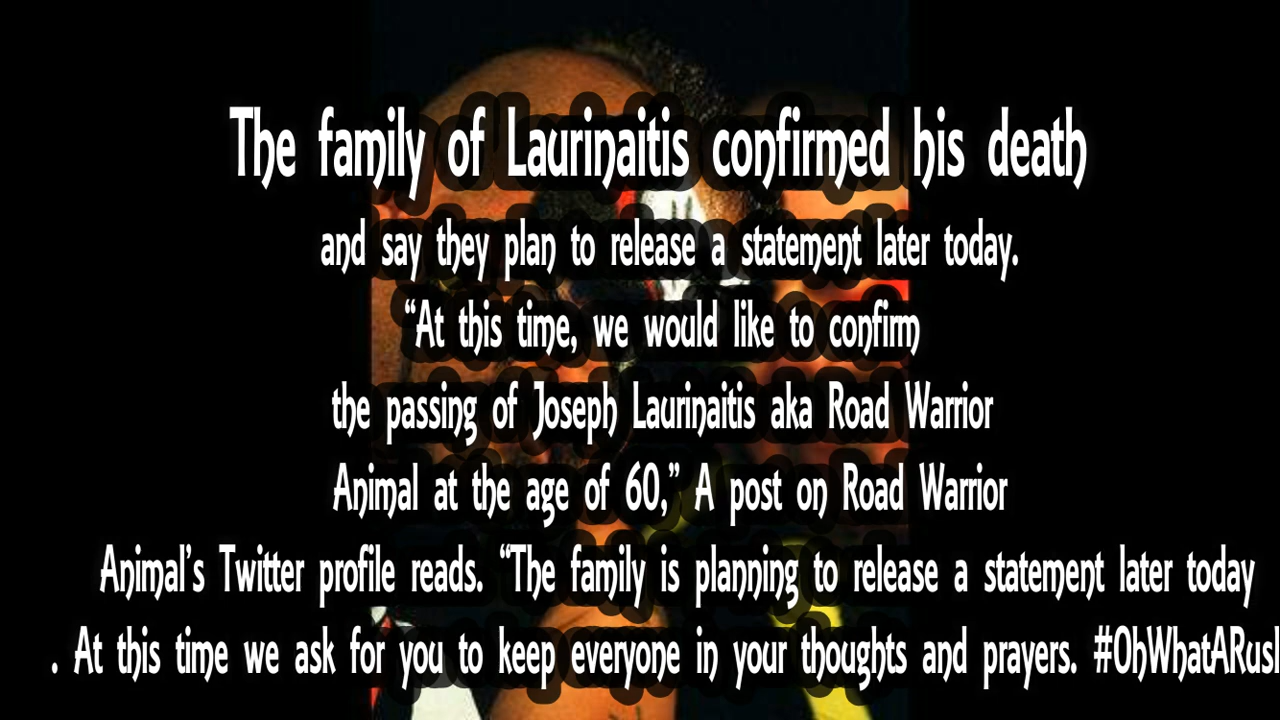 The family of Laurinaitis confirmed his death
and say they plan to release a statement later today.
“At this time, we would like to confirm
the passing of Joseph Laurinaitis aka Road Warrior
Animal at the age of 60,” A post on Road Warrior
Animal’s Twitter profile reads. “The family is planning to release a statement later today
. At this time we ask for you to keep everyone in your thoughts and prayers.